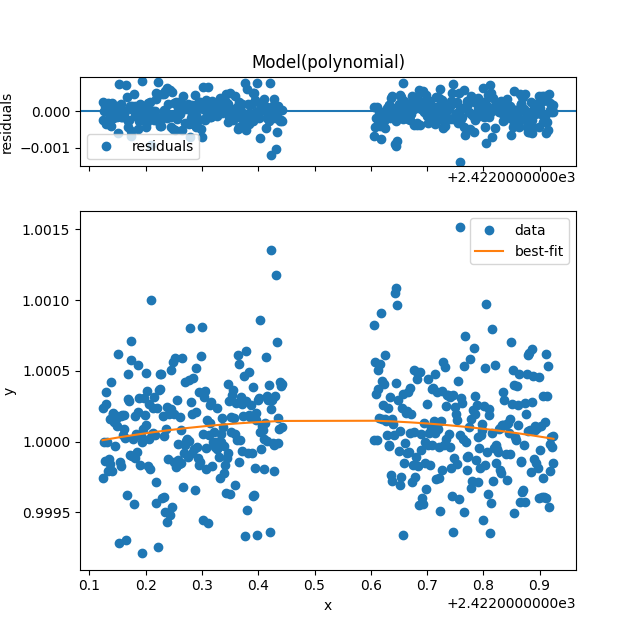 Model(polynomial)
residuals
0.000
−0.001
residuals
+2.4220000000e3
y
1.0015
1.0010
1.0005
1.0000
0.9995
data
best-fit
0.1 0.2 0.3 0.4 0.5 0.6 0.7 0.8 0.9
x
+2.4220000000e3